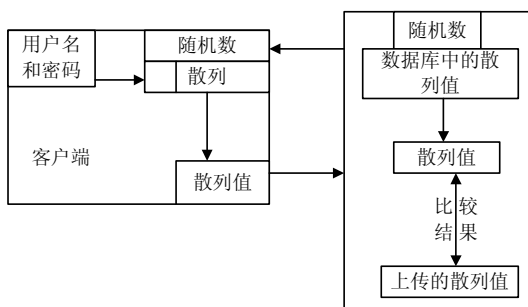 用户名
和密码
随机数
散列
客户端
散列值
随机数
数据库中的散
列值
散列值
比较
结果
上传的散列值